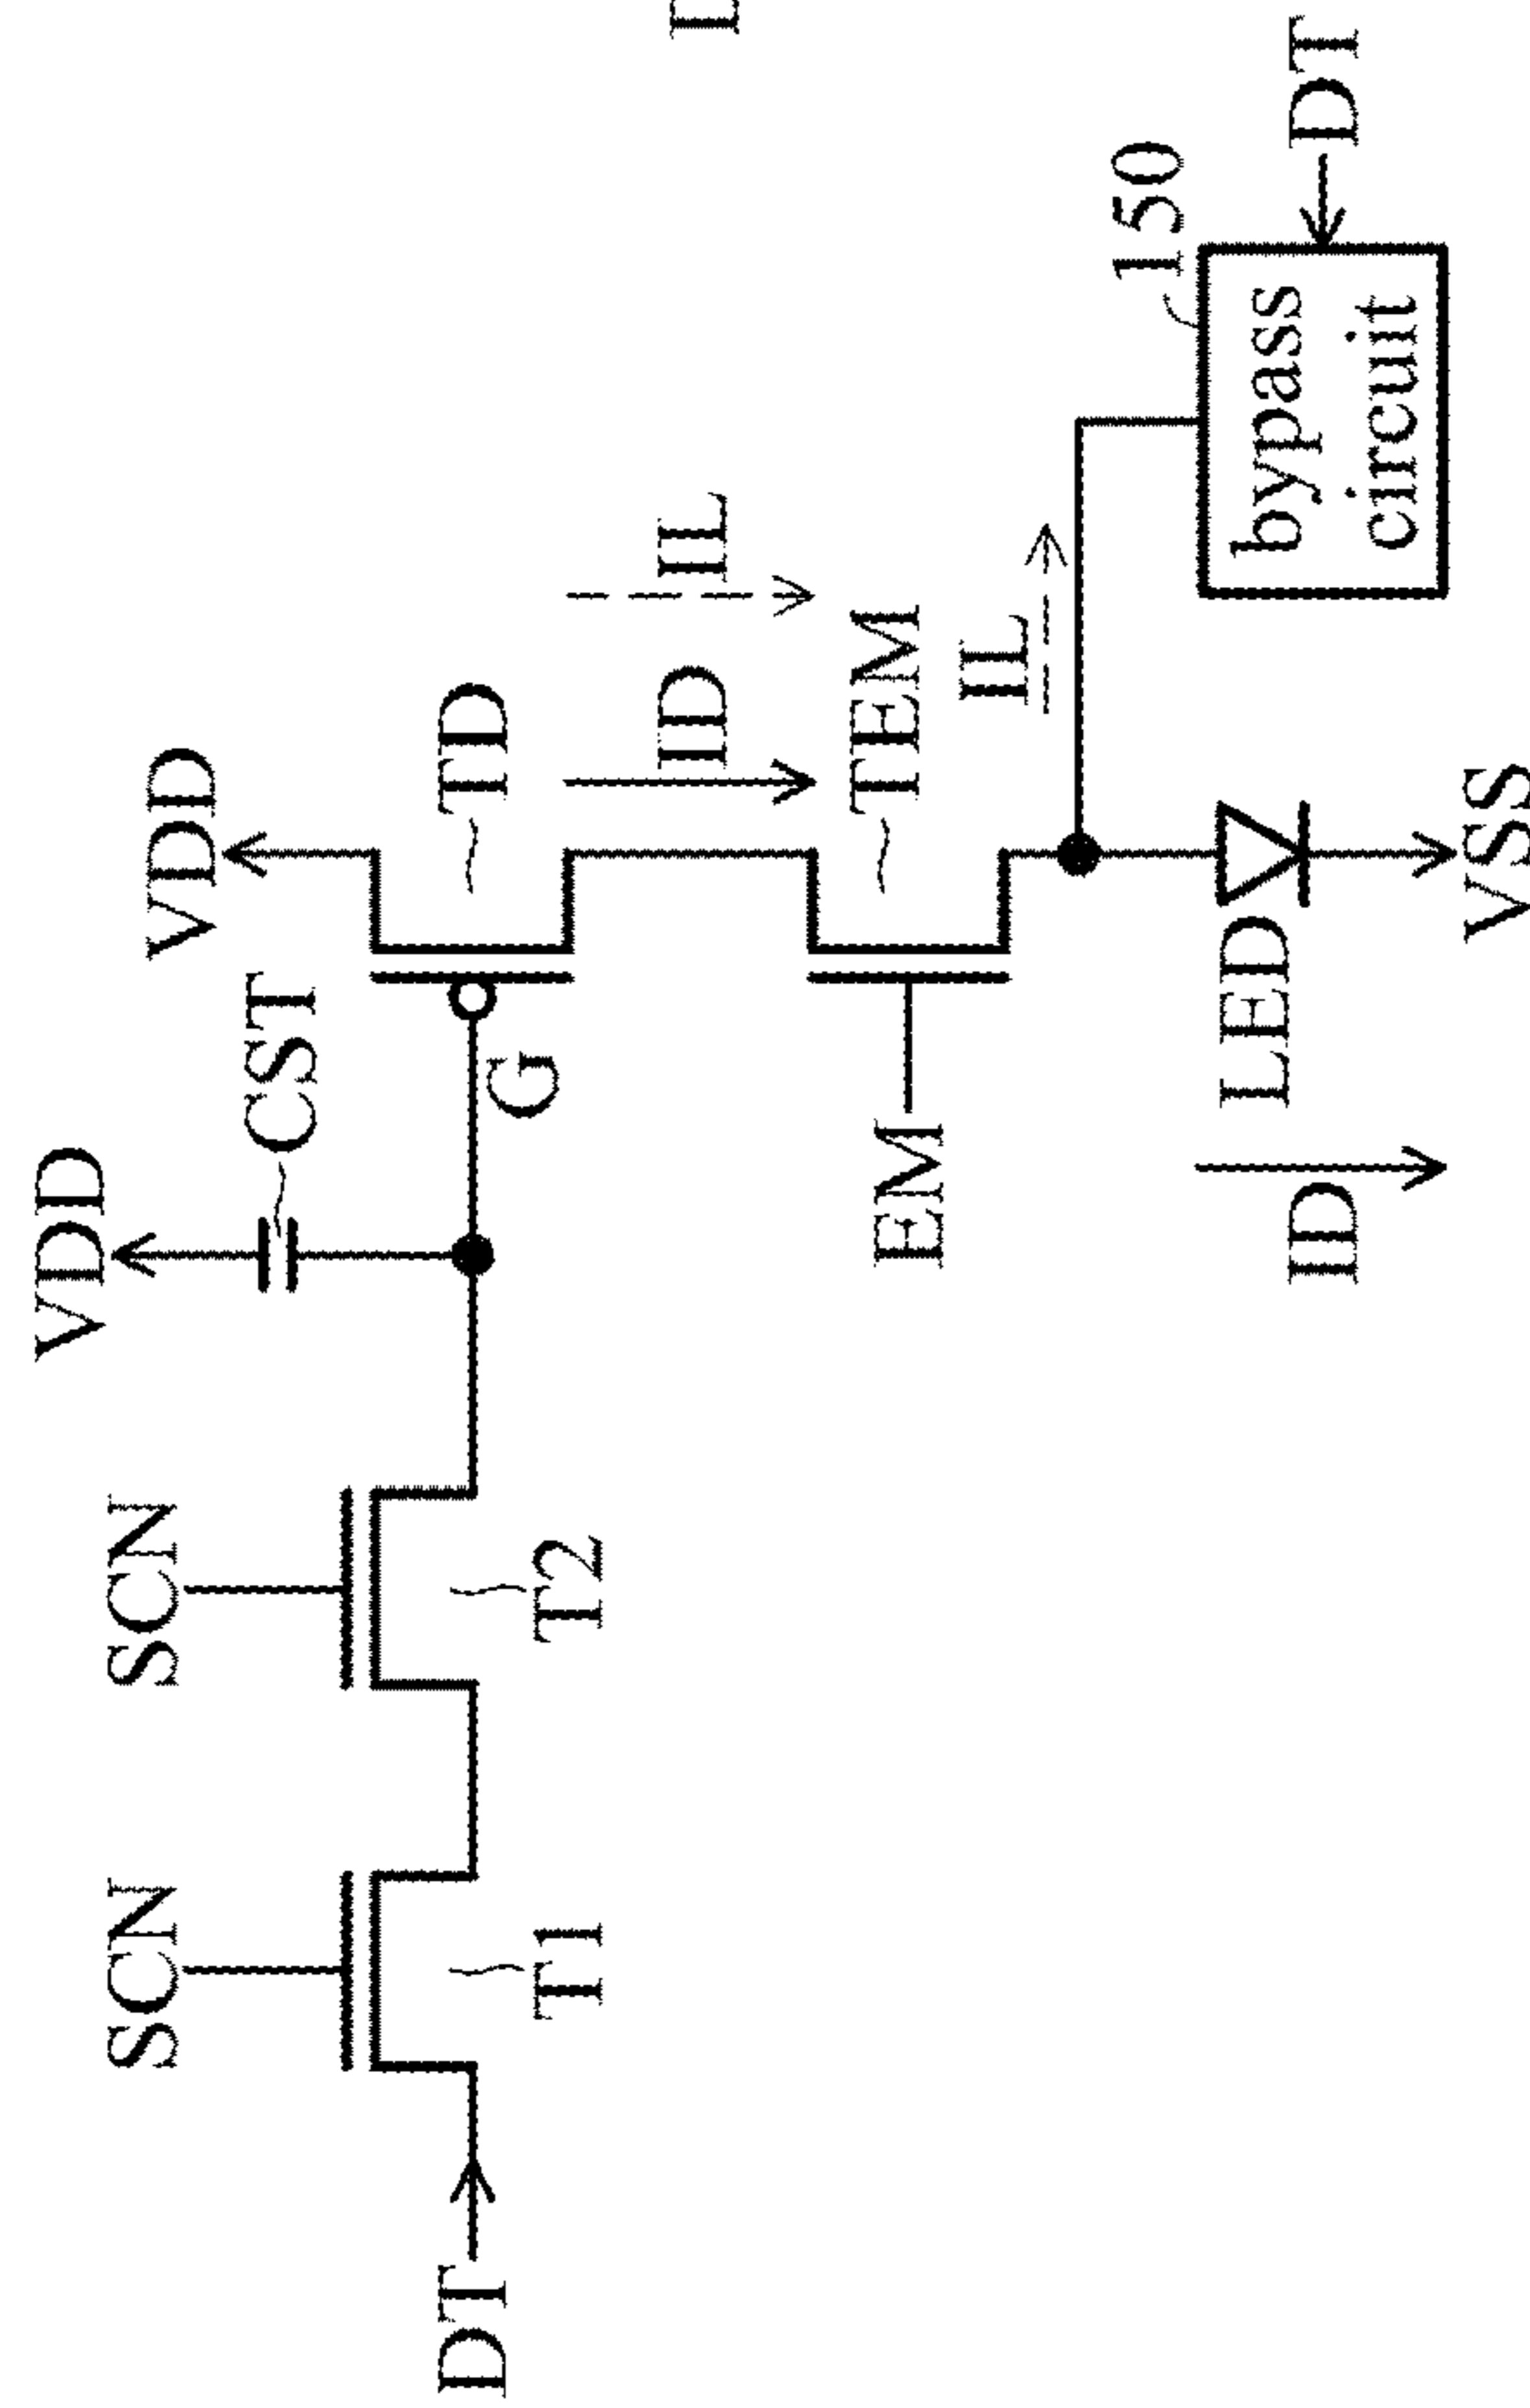 VDD
VDD
CST
SCN
SCN
TD
G
DT
T1
T2
ID
IL
TEM
EM
IL
150
LED
bypass
circuit
DT
ID
VSS